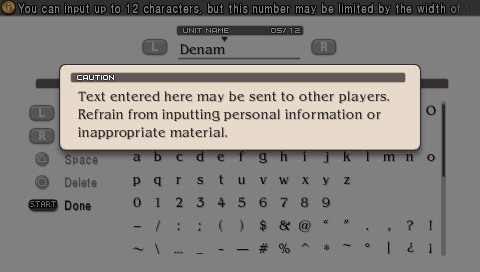 You can input up to 12 characters, but this number may be limited by the width of
UNIT NAME 05/12
L Denam R
CAUTION
Text entered here may be sent to other players.
Refrain from inputting personal information or
inappropriate material.
L O
R
Space a b c d e f g h i j k l m n o
Delete p q r s t u v w x y z
START Done 0 1 2 3 4 5 6 7 8 9
- / : ; ( ) $ & @ “ ” . , ? !
~ \ … _ - — # % ^ * ~ ° | ¿ ¡